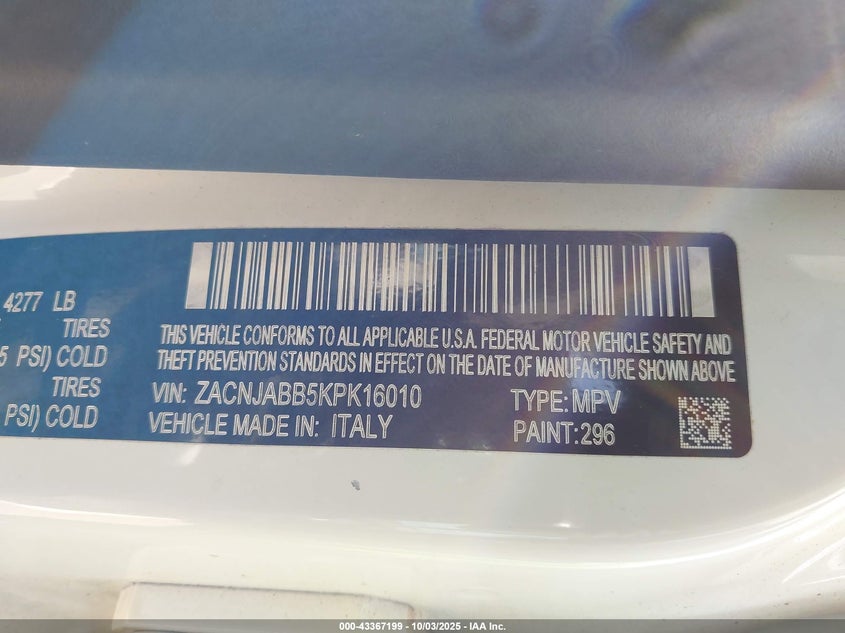 4277 LB
TIRES
5 PSI) COLD
TIRES
PSI) COLD
THIS VEHICLE CONFORMS TO ALL APPLICABLE U.S.A. FEDERAL MOTOR VEHICLE SAFETY AND
THEFT PREVENTION STANDARDS IN EFFECT ON THE DATE OF MANUFACTURE SHOWN ABOVE
VIN: ZACNJABB5KPK16010 TYPE: MPV
VEHICLE MADE IN: ITALY PAINT: 296
000-43367199 - 10/03/2025 - IAA Inc.